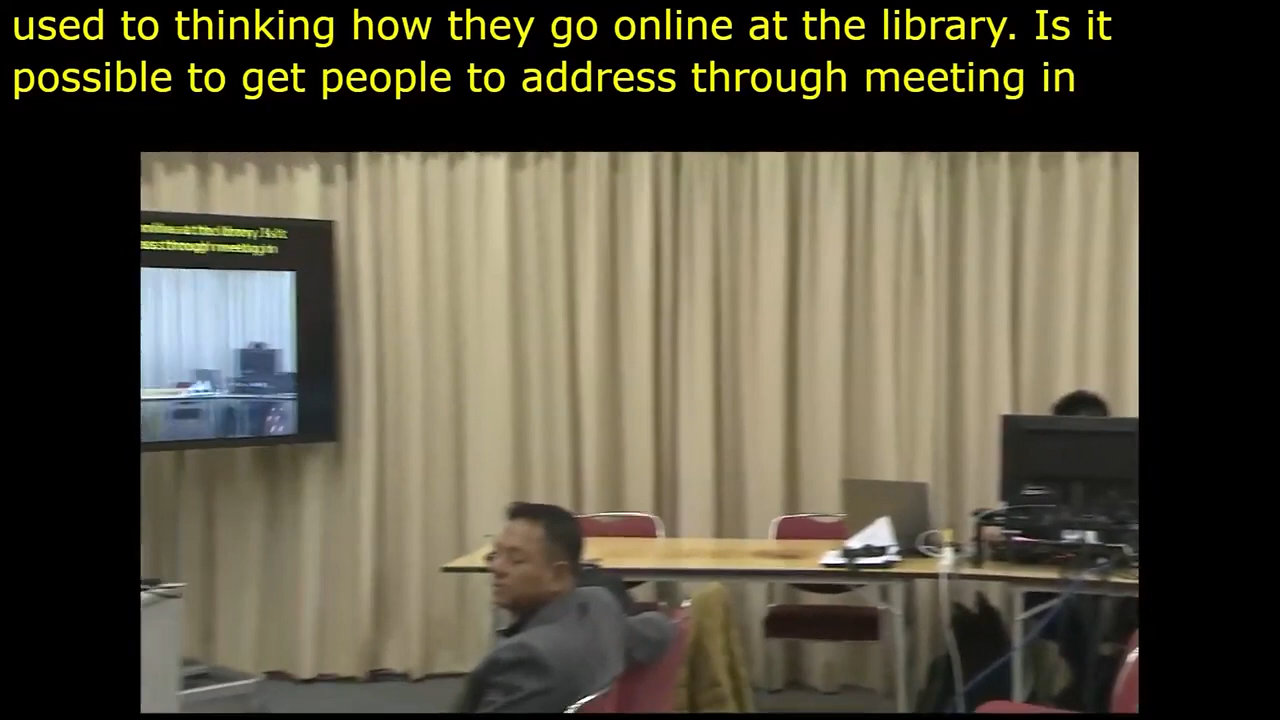 used to thinking how they go online at the library. Is it
possible to get people to address through meeting in